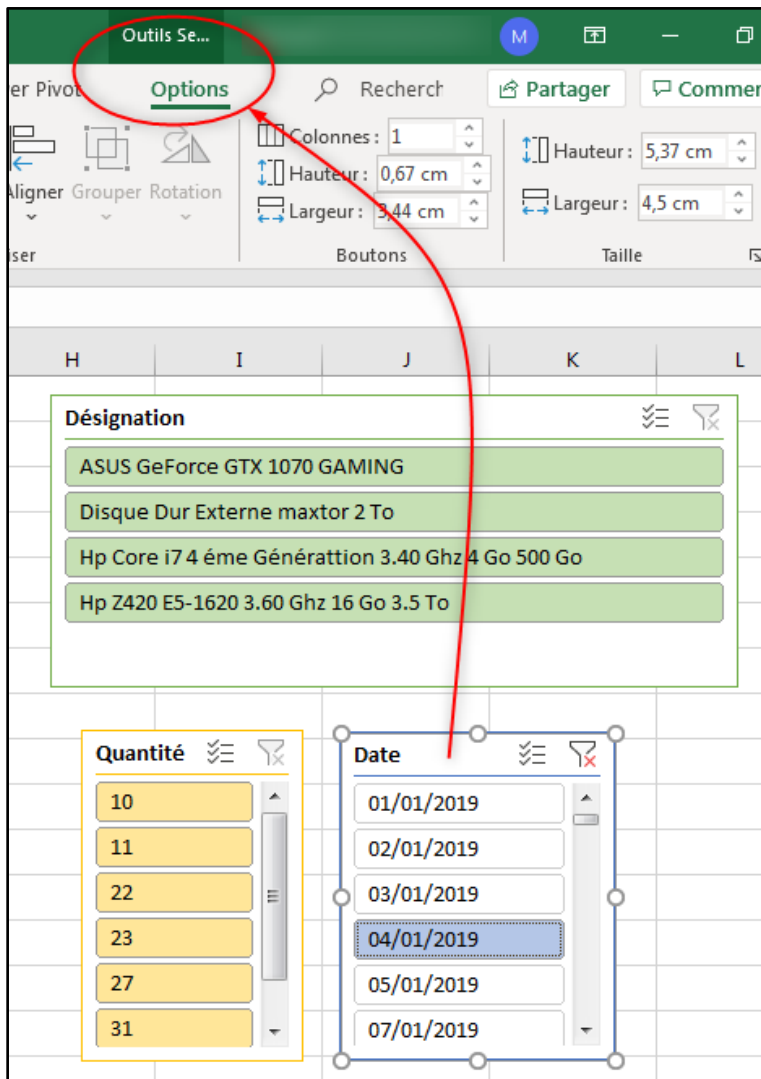 Outils Se...
M
er Pivot
Options
Recherch
Partager
Commer
Aligner
Grouper
Rotation
Colonnes : 1
Hauteur : 0,67 cm
Largeur : 3,44 cm
Hauteur : 5,37 cm
Largeur : 4,5 cm
iser
Boutons
Taille
H
I
J
K
L
Désignation
ASUS GeForce GTX 1070 GAMING
Disque Dur Externe maxtor 2 To
Hp Core i7 4 éme Générattion 3.40 Ghz 4 Go 500 Go
Hp Z420 E5-1620 3.60 Ghz 16 Go 3.5 To
Quantité
10
11
22
23
27
31
Date
01/01/2019
02/01/2019
03/01/2019
04/01/2019
05/01/2019
07/01/2019